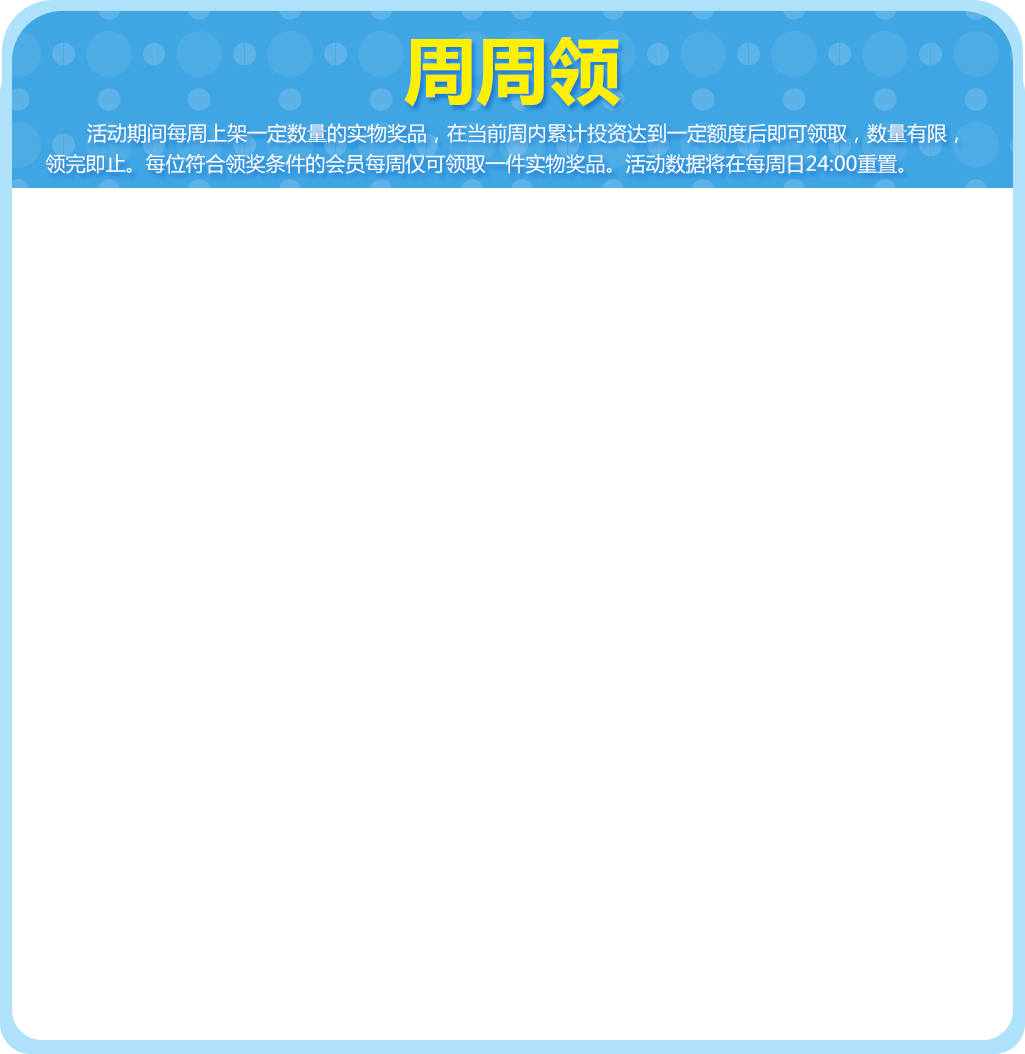 周周领
活动期间每周上架一定数量的实物奖品，在当前周内累计投资达到一定额度后即可领取，数量有限，
领完即止。每位符合领奖条件的会员每周仅可领取一件实物奖品。活动数据将在每周日24:00重置。